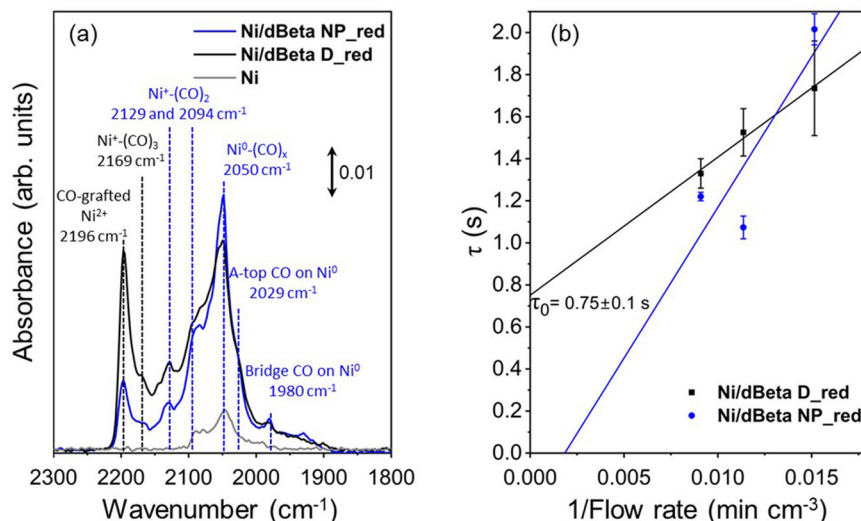 (a)
Ni/dBeta NP_red
Ni/dBeta D_red
Ni
Ni⁺-(CO)₂
2129 and 2094 cm⁻¹
Ni⁺-(CO)₃
2169 cm⁻¹
Ni⁰-(CO)ₓ
2050 cm⁻¹
0.01
CO-grafted
Ni²⁺
2196 cm⁻¹
A-top CO on Ni⁰
2029 cm⁻¹
Bridge CO on Ni⁰
1980 cm⁻¹
Absorbance (arb. units)
2300 2200 2100 2000 1900 1800
Wavenumber (cm⁻¹)
(b)
2.0
1.8
1.6
1.4
1.2
1.0
0.8
0.6
0.4
0.2
0.0
τ (s)
τ₀= 0.75±0.1 s
Ni/dBeta D_red
Ni/dBeta NP_red
0.000 0.005 0.010 0.015
1/Flow rate (min cm⁻³)